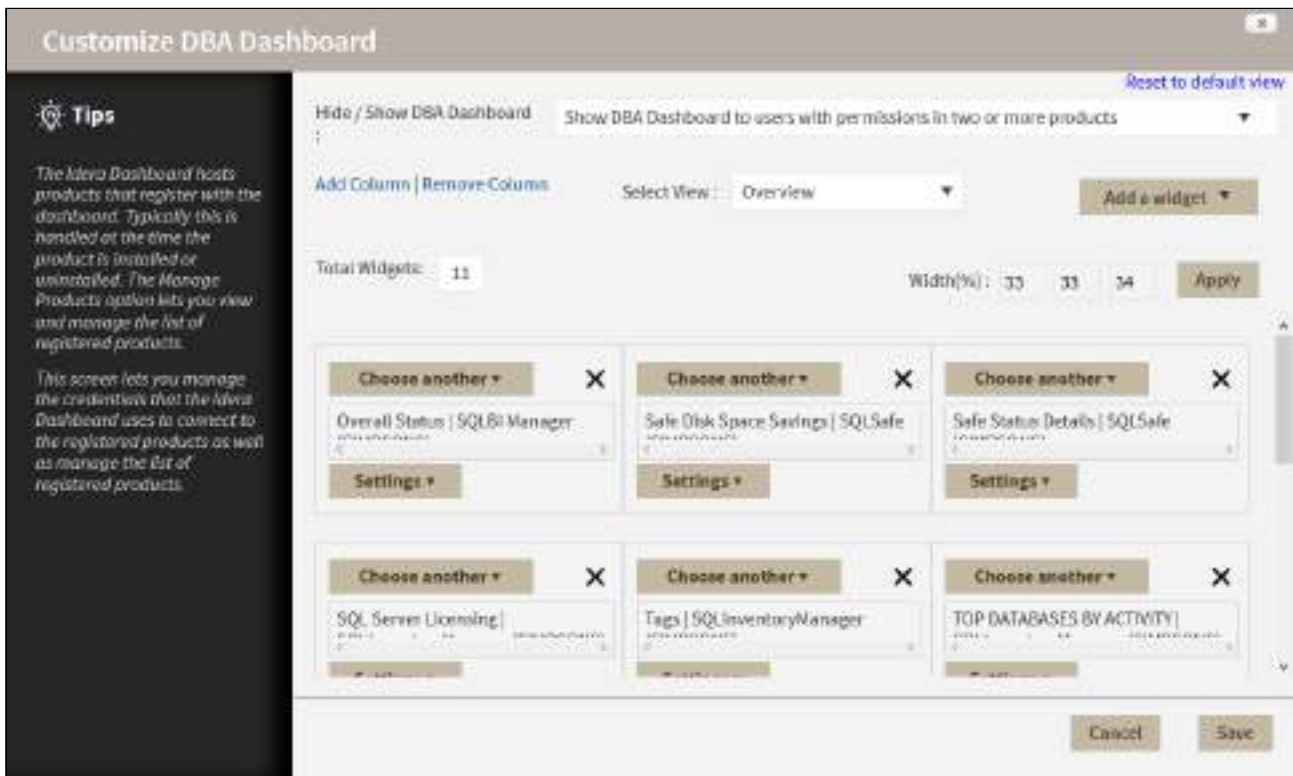 Customize DBA Dashboard
Reset to default view
Tips
The Idera Dashboard hosts
products that register with the
dashboard. Typically this is
handled at the time the
product is installed or
uninstalled. The Manage
Products option lets you view
and manage the list of
registered products.
This screen lets you manage
the credentials that the Idera
Dashboard uses to connect to
the registered products as well
as manage the list of
registered products.
Hide / Show DBA Dashboard
:
Show DBA Dashboard to users with permissions in two or more products
Add Column | Remove Column
Select View :
Overview
Add a widget
Total Widgets:
11
Width(%) : 33 33 34
Apply
Choose another
Choose another
Choose another
Overall Status | SQLBI Manager
Safe Disk Space Savings | SQLSafe
Safe Status Details | SQLSafe
Settings
Settings
Settings
Choose another
Choose another
Choose another
SQL Server Licensing |
Tags | SQLInventoryManager
TOP DATABASES BY ACTIVITY |
Cancel
Save